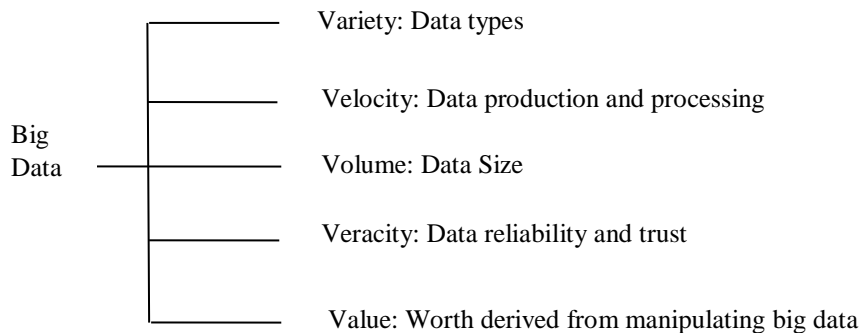 Variety: Data types
Velocity: Data production and processing
Big
Data
Volume: Data Size
Veracity: Data reliability and trust
Value: Worth derived from manipulating big data